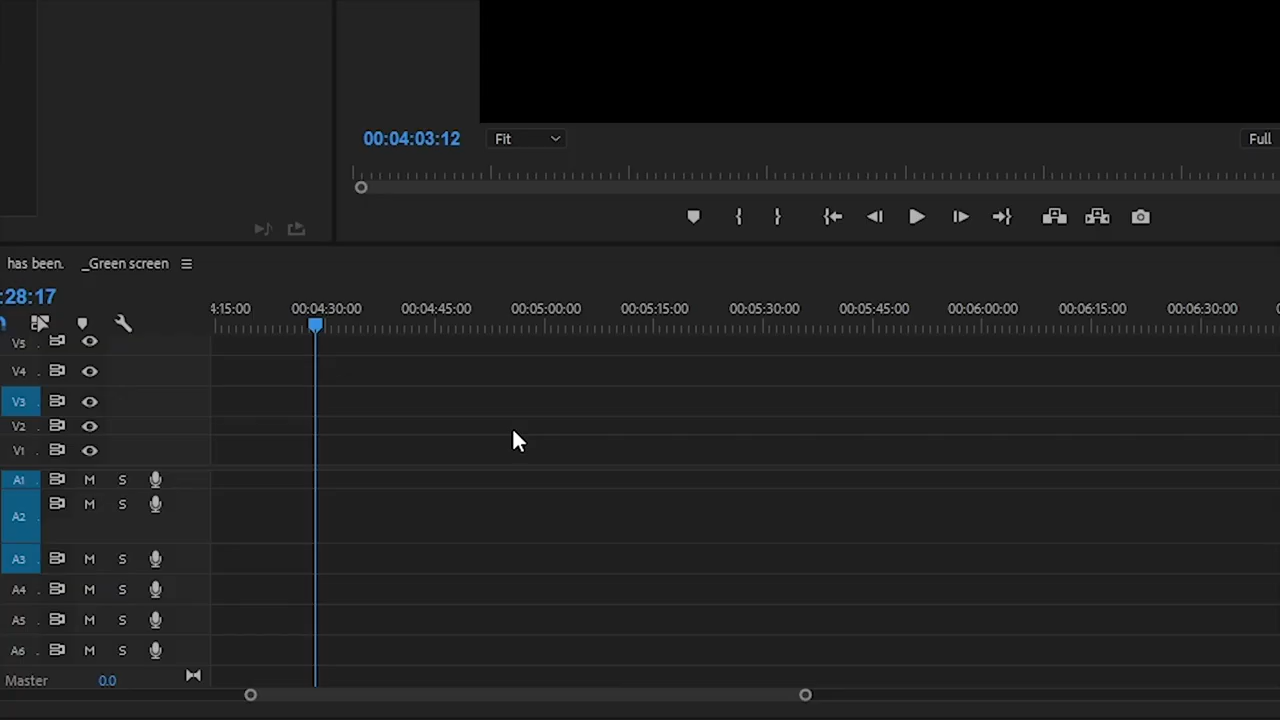 00:04:03:12 Fit Full
has been. _Green screen
:28:17
4:15:00 00:04:30:00 00:04:45:00 00:05:00:00 00:05:15:00 00:05:30:00 00:05:45:00 00:06:00:00 00:06:15:00 00:06:30:00
V5
V4
V3
V2
V1
A1 M S
A2 M S
A3 M S
A4 M S
A5 M S
A6 M S
Master 0.0